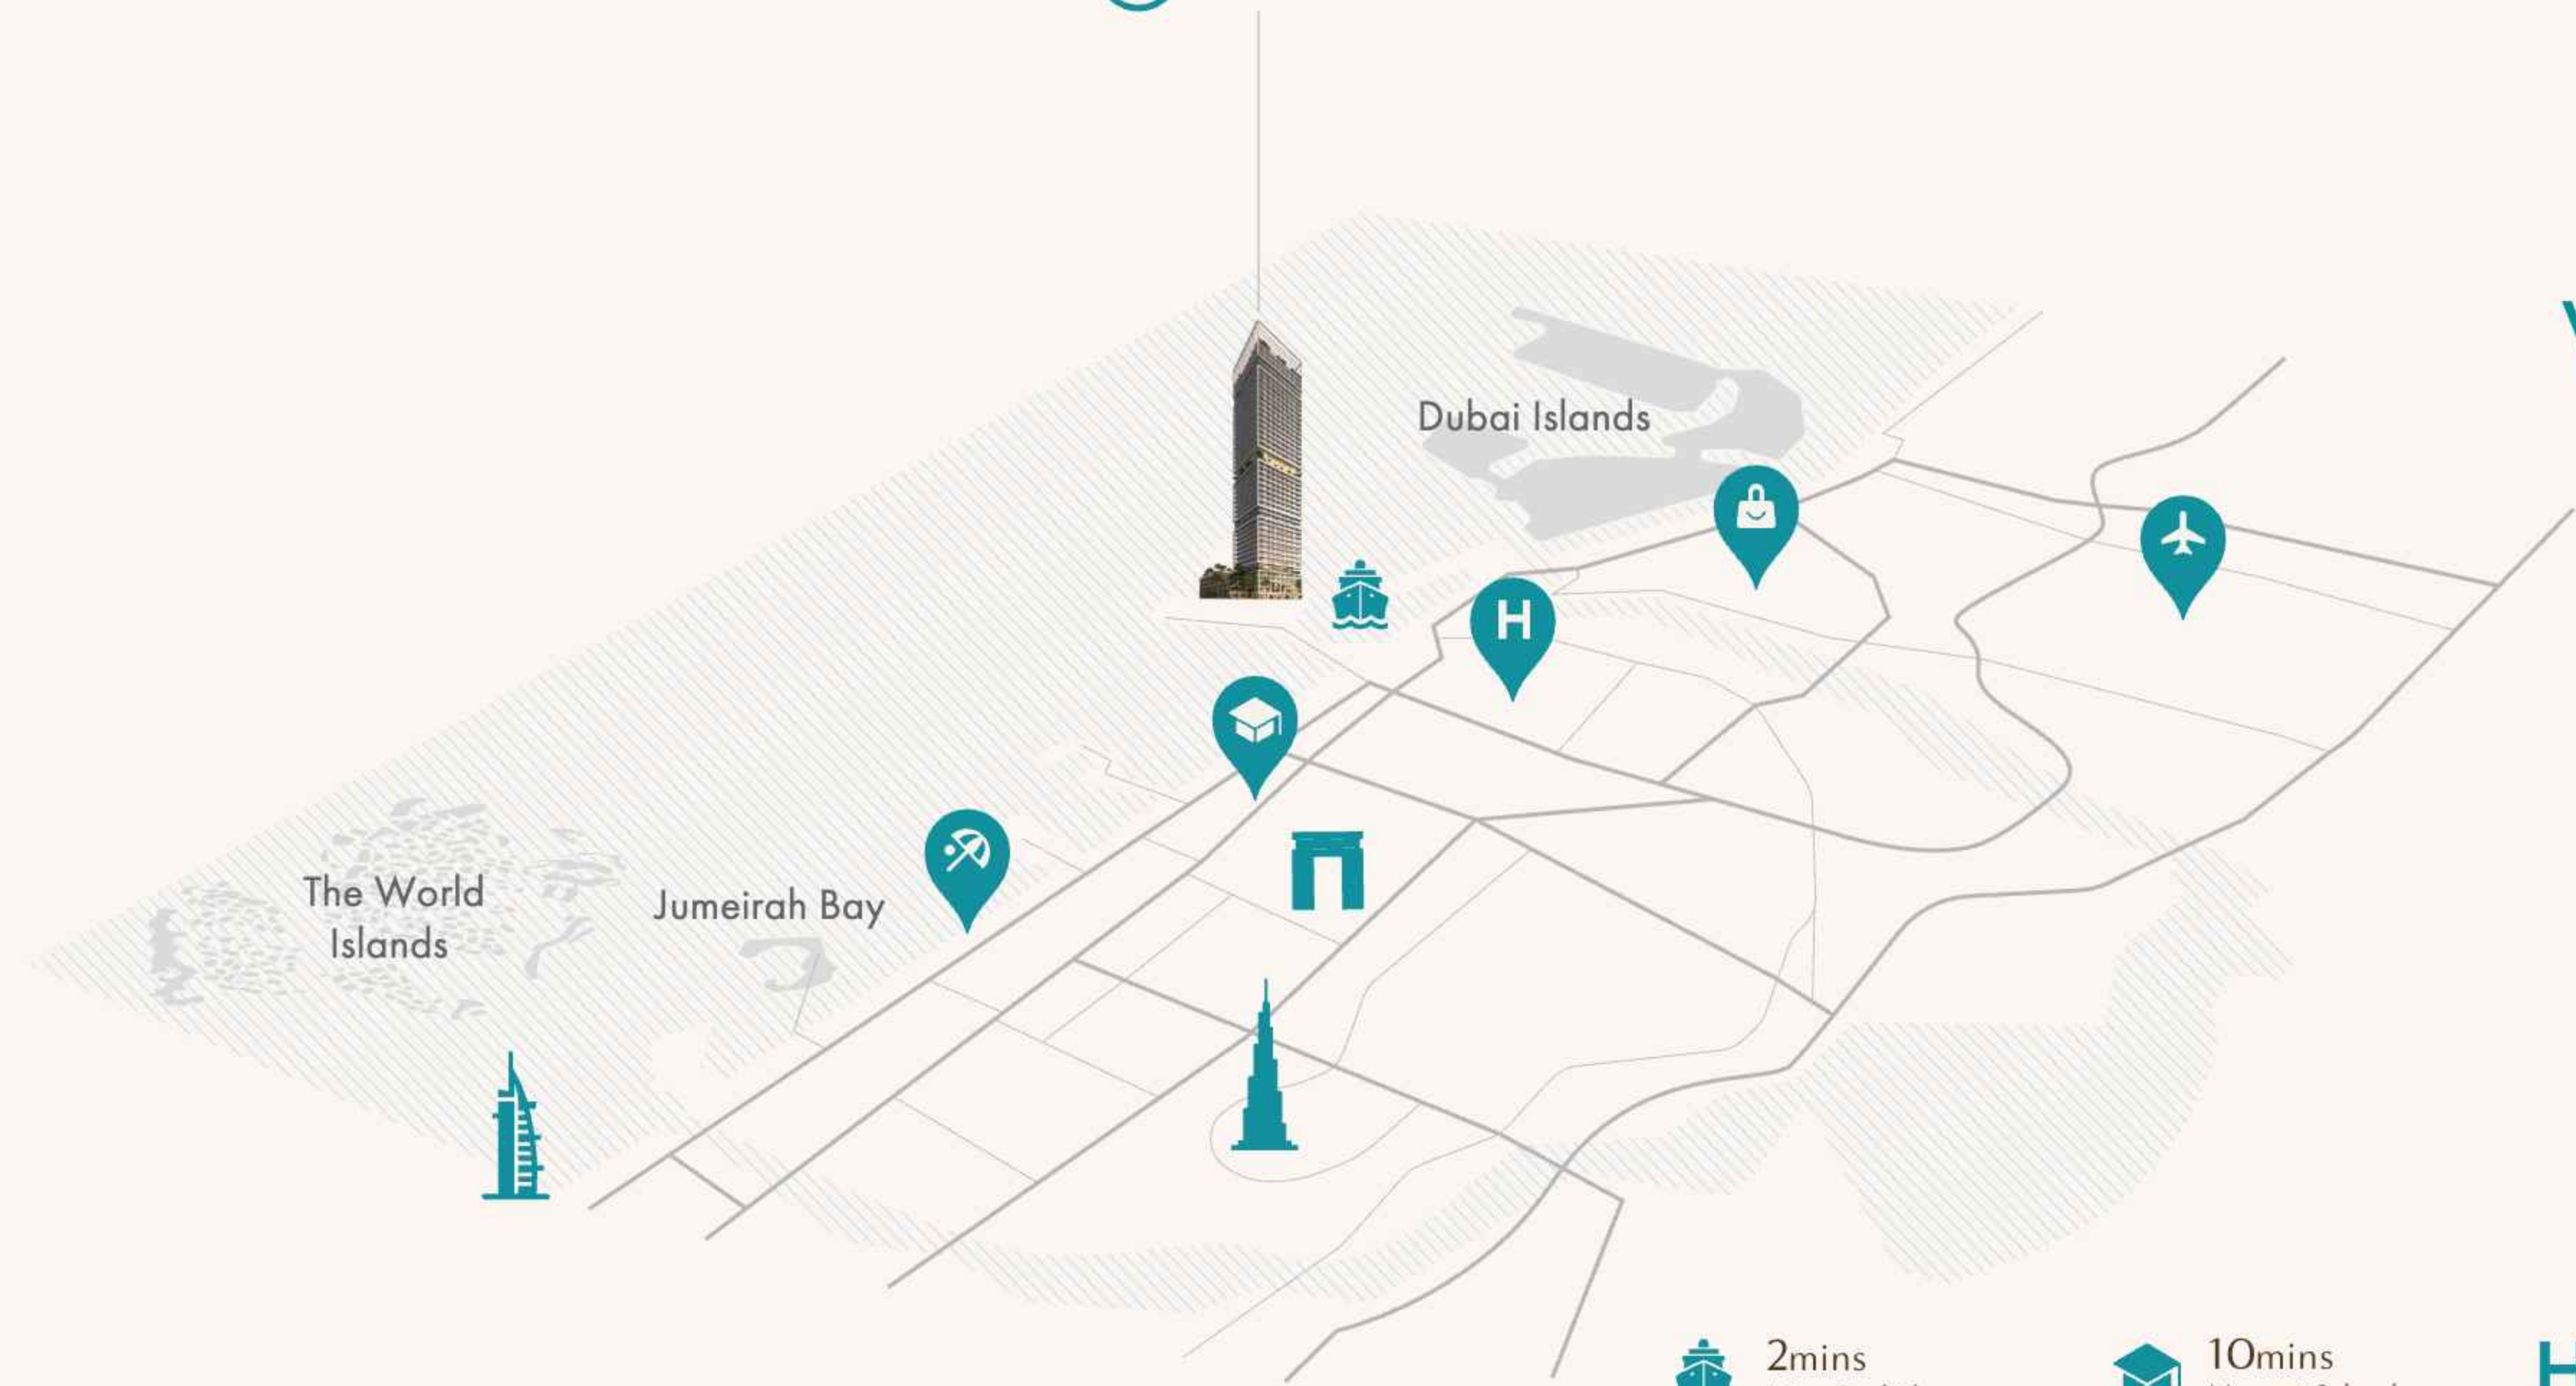 Dubai Islands
H
The World
Islands
Jumeirah Bay
2mins
10mins
H